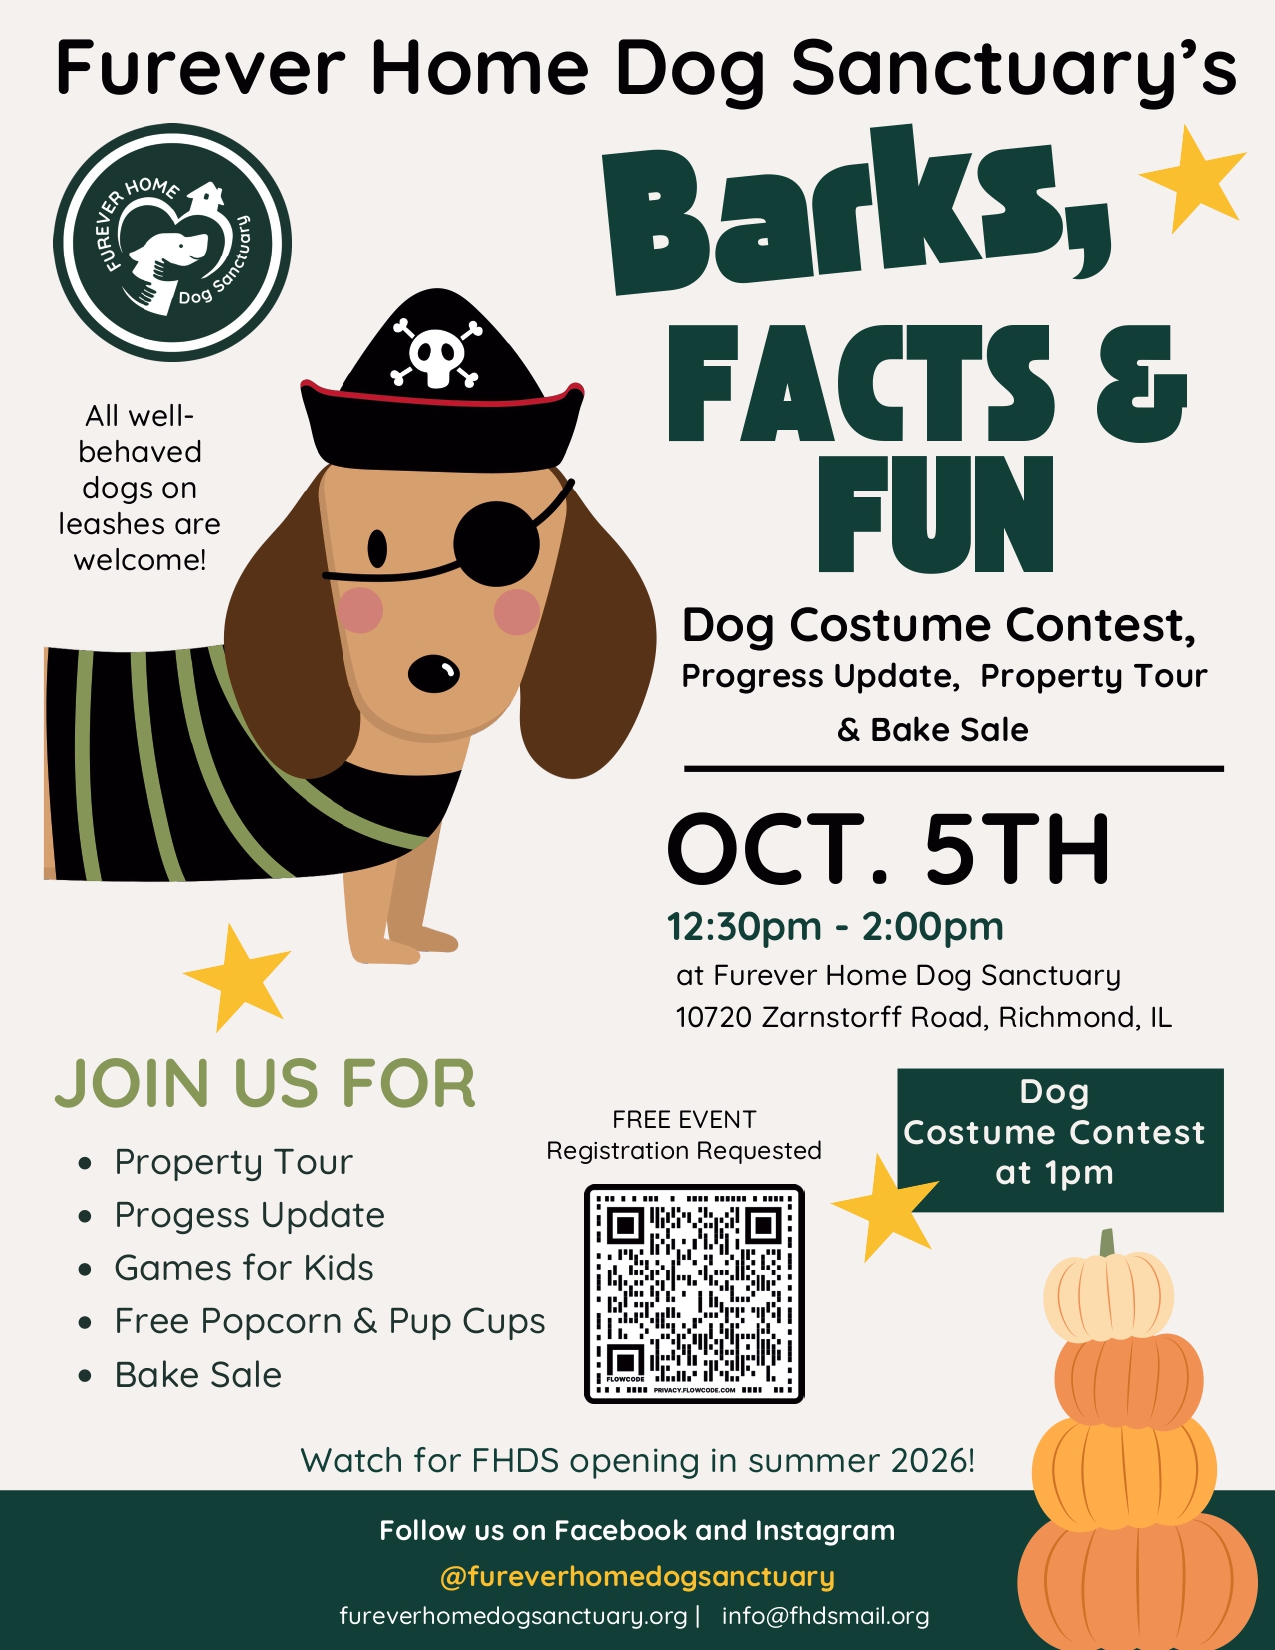 Furever Home Dog Sanctuary’s
FUREVER HOME
Dog Sanctuary
Barks,
FACTS &
FUN
All well-
behaved
dogs on
leashes are
welcome!
Dog Costume Contest,
Progress Update, Property Tour
& Bake Sale
OCT. 5TH
12:30pm - 2:00pm
at Furever Home Dog Sanctuary
10720 Zarnstorff Road, Richmond, IL
JOIN US FOR
• Property Tour
• Progess Update
• Games for Kids
• Free Popcorn & Pup Cups
• Bake Sale
FREE EVENT
Registration Requested
FLOWCODE
PRIVACY.FLOWCODE.COM
Dog
Costume Contest
at 1pm
Watch for FHDS opening in summer 2026!
Follow us on Facebook and Instagram
@fureverhomedogsanctuary
fureverhomedogsanctuary.org | info@fhdsmail.org